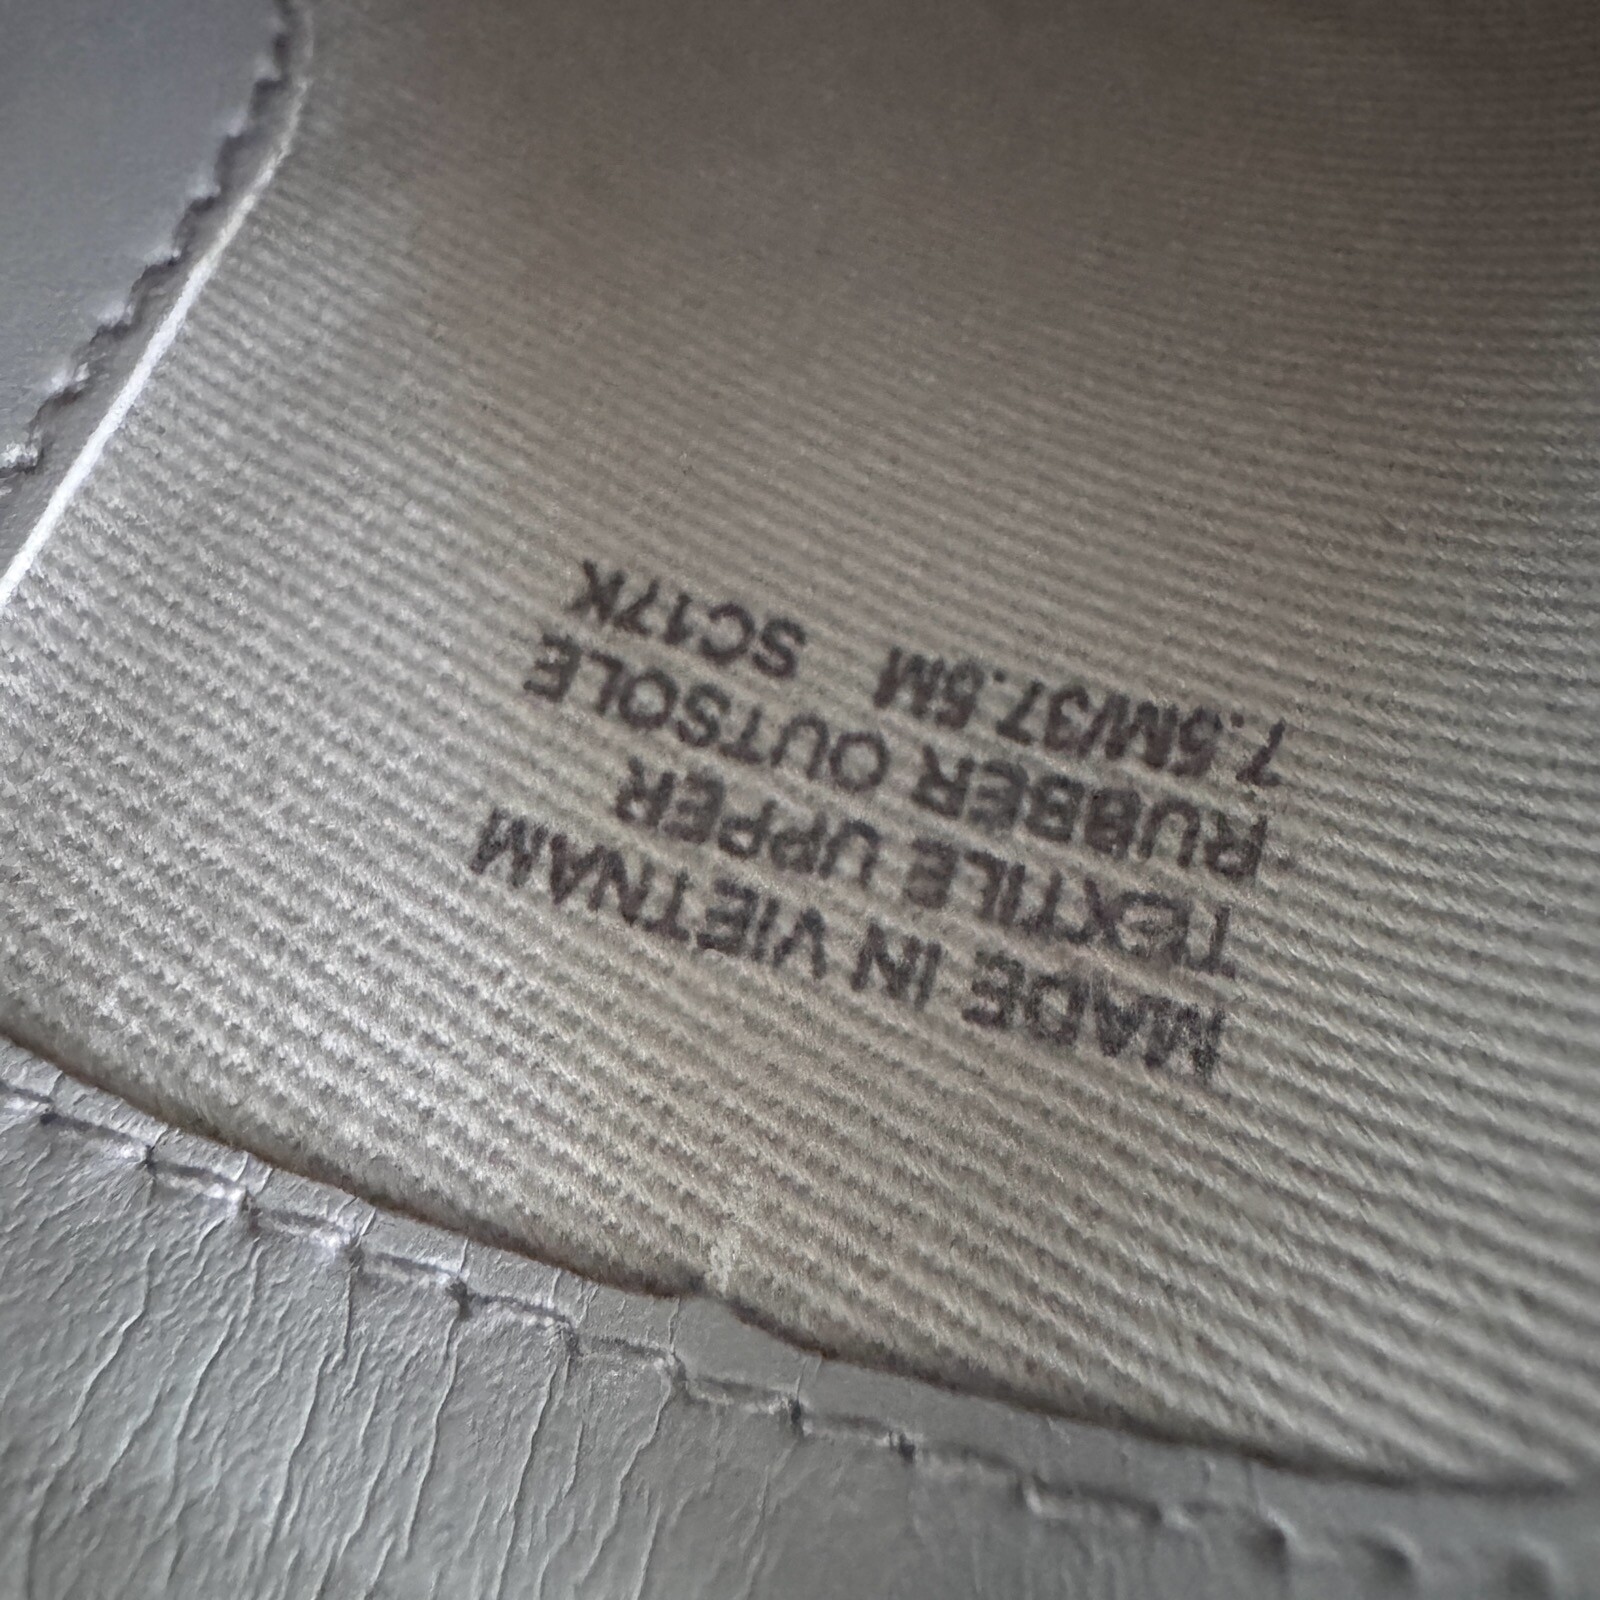 MADE IN VIETNAM
TEXTILE UPPER
RUBBER OUTSOLE
7.5M/37.5M SC17K